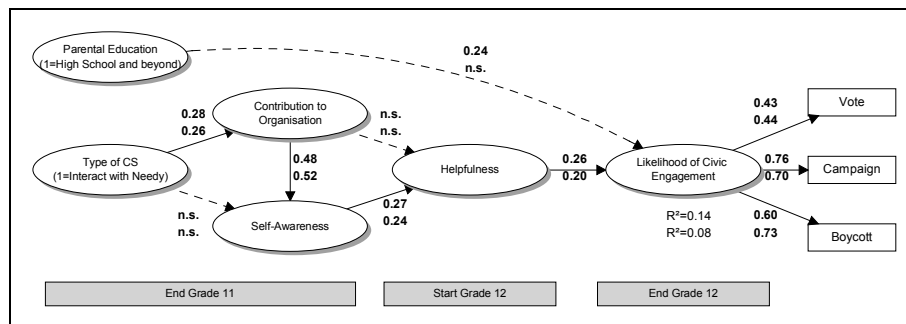 Parental Education
(1=High School and beyond)
0.24
n.s.
0.28
0.26
Contribution to
Organisation
n.s.
n.s.
0.43
0.44
Vote
Type of CS
(1=Interact with Needy)
0.48
0.52
Helpfulness
0.26
0.20
Likelihood of Civic
Engagement
0.76
0.70
Campaign
n.s.
n.s.
Self-Awareness
0.27
0.24
R²=0.14
R²=0.08
0.60
0.73
Boycott
End Grade 11
Start Grade 12
End Grade 12